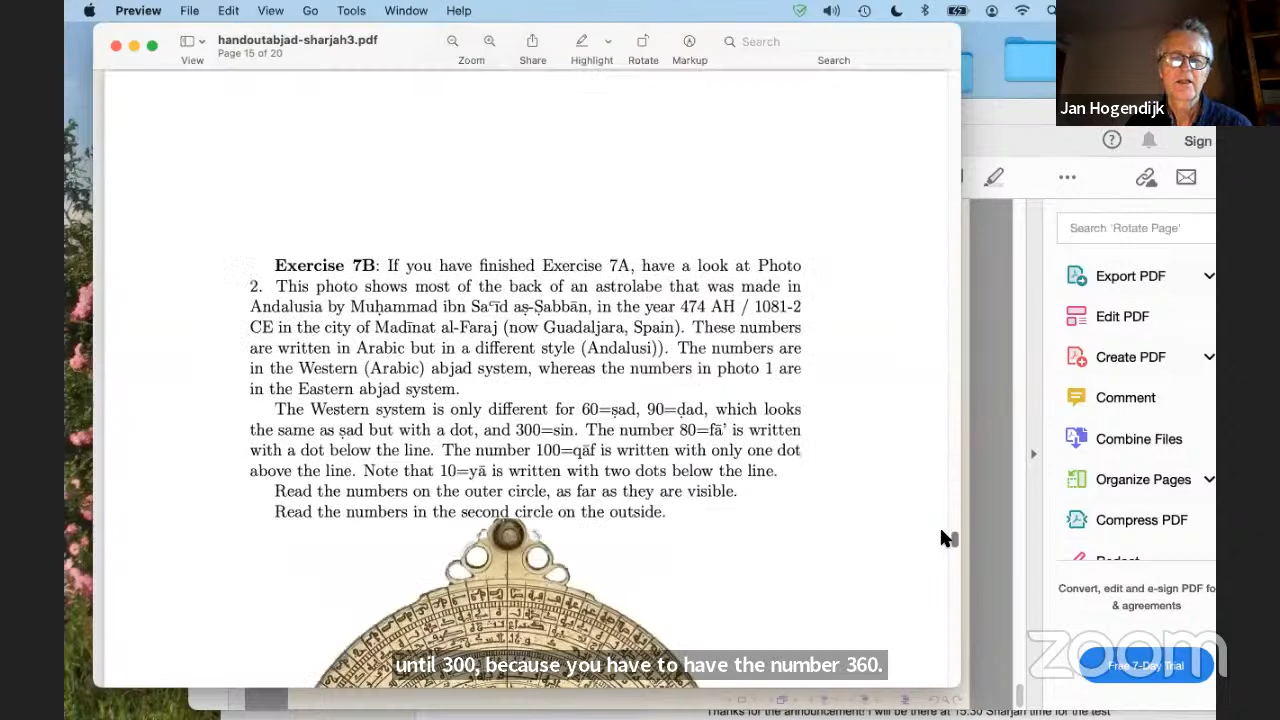 Preview File Edit View Go Tools Window Help
handoutabjad-sharjah3.pdf
Page 15 of 20
Search
View Zoom Share Highlight Rotate Markup Search
Jan Hogendijk
Sign
Search 'Rotate Page'
Exercise 7B: If you have finished Exercise 7A, have a look at Photo
2. This photo shows most of the back of an astrolabe that was made in
Andalusia by Muḥammad ibn Saʿīd aṣ-Ṣabbān, in the year 474 AH / 1081-2
CE in the city of Madīnat al-Faraj (now Guadaljara, Spain). These numbers
are written in Arabic but in a different style (Andalusi)). The numbers are
in the Western (Arabic) abjad system, whereas the numbers in photo 1 are
in the Eastern abjad system.
The Western system is only different for 60=ṣad, 90=ḍad, which looks
the same as ṣad but with a dot, and 300=sin. The number 80=fā' is written
with a dot below the line. The number 100=qāf is written with only one dot
above the line. Note that 10=yā is written with two dots below the line.
Read the numbers on the outer circle, as far as they are visible.
Read the numbers in the second circle on the outside.
Export PDF
Edit PDF
Create PDF
Comment
Combine Files
Organize Pages
Compress PDF
Convert, edit and e-sign PDF fo
& agreements
Free 7-Day Trial
zoom
until 300, because you have to have the number 360.
Thanks for the announcement! I will be there at 15:30 Sharjah time for the test